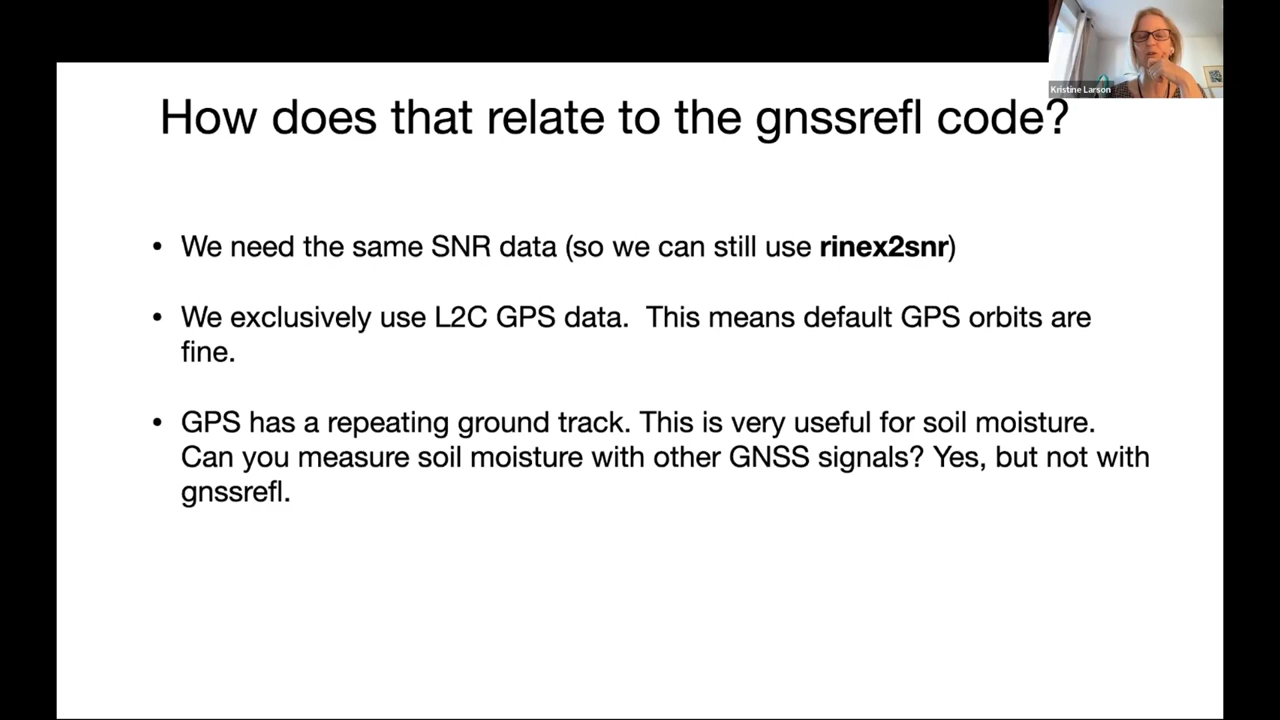 Kristine Larson
How does that relate to the gnssrefl code?
• We need the same SNR data (so we can still use rinex2snr)
• We exclusively use L2C GPS data.  This means default GPS orbits are
fine.
• GPS has a repeating ground track. This is very useful for soil moisture.
Can you measure soil moisture with other GNSS signals? Yes, but not with
gnssrefl.